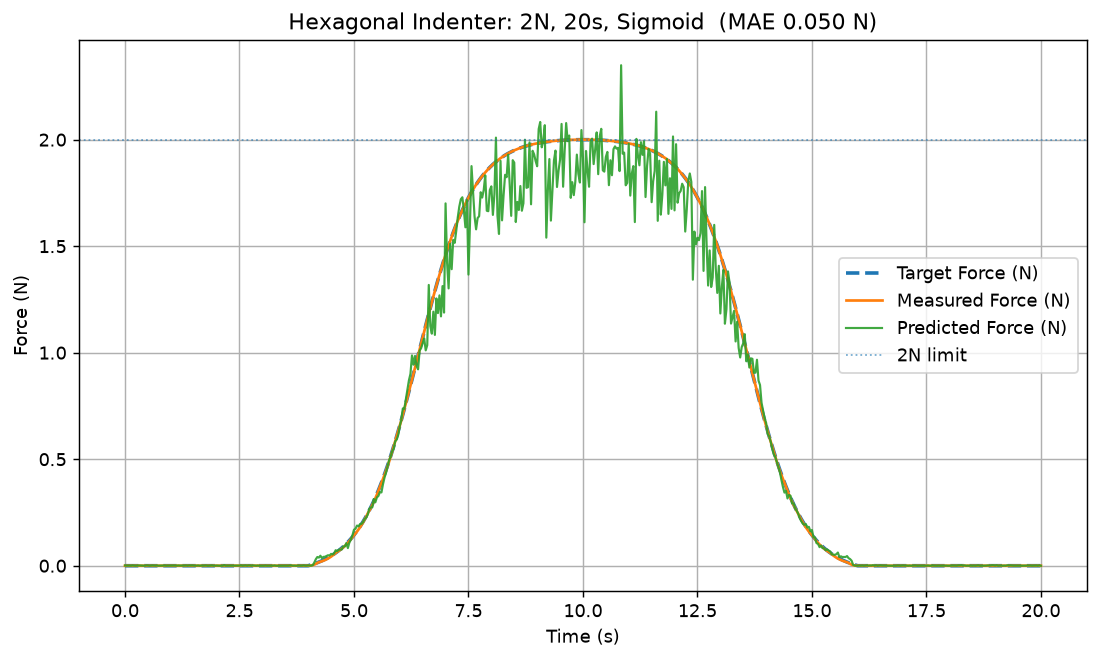 Hexagonal Indenter: 2N, 20s, Sigmoid (MAE 0.050 N)
Force (N)
2.0
1.5
1.0
0.5
0.0
Target Force (N)
Measured Force (N)
Predicted Force (N)
2N limit
0.0 2.5 5.0 7.5 10.0 12.5 15.0 17.5 20.0
Time (s)